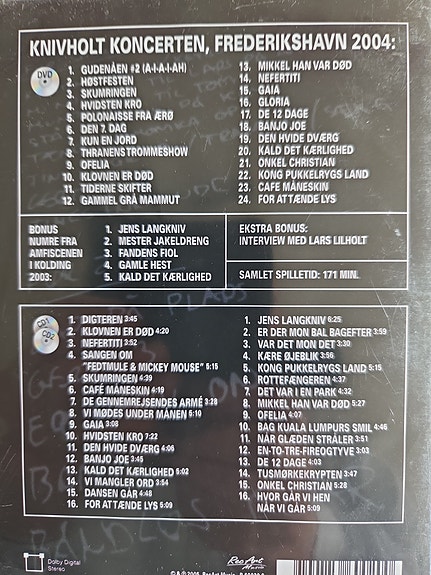 KNIVHOLT KONCERTEN, FREDERIKSHAVN 2004:
DVD
1. GUDENÅEN #2 (A-I-A-I-AH)
2. HØSTFESTEN
3. SKUMRINGEN
4. HVIDSTEN KRO
5. POLONAISSE FRA ÆRØ
6. DEN 7. DAG
7. KUN EN JORD
8. THRANENSTROMMESHOW
9. OFELIA
10. KLOVNEN ER DØD
11. TIDERNE SKIFTER
12. GAMMEL GRÅ MAMMUT
13. MIKKEL HAN VAR DØD
14. NEFERTITI
15. GAIA
16. GLORIA
17. DE 12 DAGE
18. BANJO JOE
19. DEN HVIDE DVÆRG
20. KALD DET KÆRLIGHED
21. ONKEL CHRISTIAN
22. KONG PUKKELRYGS LAND
23. CAFE MÅNESKIN
24. FOR AT TÆNDE LYS
BONUS
NUMRE FRA
AMFISCENEN
I KOLDING
2003:
1. JENS LANGKNIV
2. MESTER JAKELDRENG
3. FANDENS FIOL
4. GAMLE HEST
5. KALD DET KÆRLIGHED
EKSTRA BONUS:
INTERVIEW MED LARS LILHOLT
SAMLET SPILLETID: 171 MIN.
CD1
CD2
1. DIGTEREN 3:45
2. KLOVNEN ER DØD 4:20
3. NEFERTITI 3:52
4. SANGEN OM
"FEDTMULE & MICKEY MOUSE" 5:15
5. SKUMRINGEN 4:39
6. CAFÉ MÅNESKIN 4:19
7. DE GENNEMREJSENDES ARMÉ 3:28
8. VI MØDES UNDER MÅNEN 5:19
9. GAIA 3:08
10. HVIDSTEN KRO 7:22
11. DEN HVIDE DVÆRG 4:06
12. BANJO JOE 3:45
13. KALD DET KÆRLIGHED 5:02
14. VI MANGLER ORD 3:54
15. DANSEN GÅR 4:48
16. FOR AT TÆNDE LYS 5:09
1. JENS LANGKNIV 6:25
2. ER DER MON BAL BAGEFTER 3:59
3. VAR DET MON DET 3:30
4. KÆRE ØJEBLIK 3:56
5. KONG PUKKELRYGS LAND 5:15
6. ROTTEFÆNGEREN 4:37
7. DET VAR I EN PARK 4:32
8. MIKKEL HAN VAR DØD 5:27
9. OFELIA 4:07
10. BAG KUALA LUMPURS SMIL 4:46
11. NÅR GLÆDEN STRÅLER 3:51
12. EN-TO-TRE-FIREOGTYVE 3:03
13. DE 12 DAGE 4:03
14. TUSMØRKEKRYPTEN 3:47
15. ONKEL CHRISTIAN 5:28
16. HVOR GÅR VI HEN
NÅR VI GÅR 5:09
Dolby Digital
Stereo
RecArt
Music